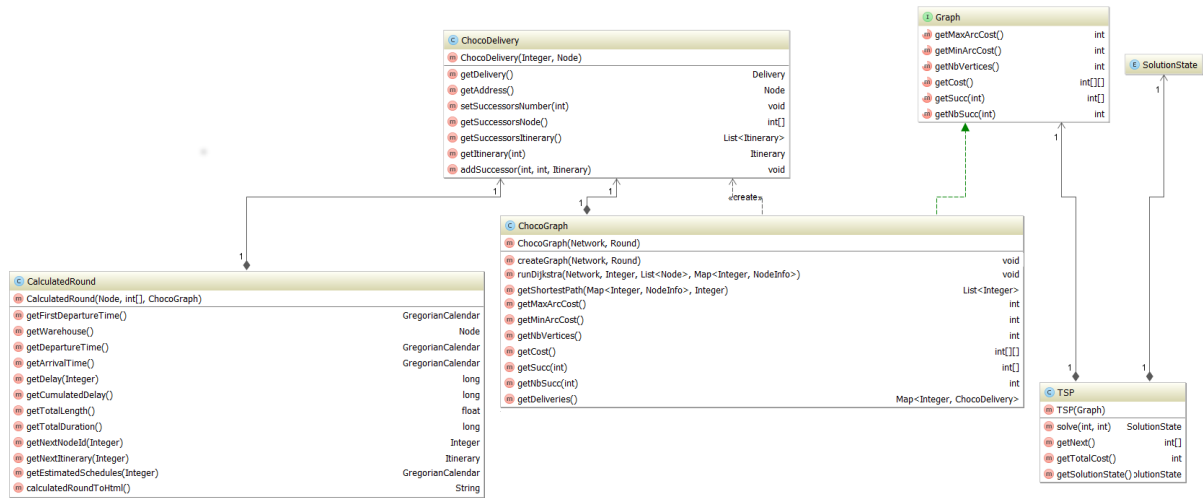 C ChocoDelivery
m ChocoDelivery(Integer, Node)
m getDelivery() Delivery
m getAddress() Node
m setSuccessorsNumber(int) void
m getSuccessorsNode() int[]
m getSuccessorsItinerary() List<Itinerary>
m getItinerary(int) Itinerary
m addSuccessor(int, int, Itinerary) void
I Graph
m getMaxArcCost() int
m getMinArcCost() int
m getNbVertices() int
m getCost() int[][]
m getSucc(int) int[]
m getNbSucc(int) int
E SolutionState
1
1
1
1
1
«create»
1
1
C ChocoGraph
m ChocoGraph(Network, Round)
m createGraph(Network, Round) void
m runDijkstra(Network, Integer, List<Node>, Map<Integer, NodeInfo>) void
m getShortestPath(Map<Integer, NodeInfo>, Integer) List<Integer>
m getMaxArcCost() int
m getMinArcCost() int
m getNbVertices() int
m getCost() int[][]
m getSucc(int) int[]
m getNbSucc(int) int
m getDeliveries() Map<Integer, ChocoDelivery>
C CalculatedRound
m CalculatedRound(Node, int[], ChocoGraph)
m getFirstDepartureTime() GregorianCalendar
m getWarehouse() Node
m getDepartureTime() GregorianCalendar
m getArrivalTime() GregorianCalendar
m getDelay(Integer) long
m getCumulatedDelay() long
m getTotalLength() float
m getTotalDuration() long
m getNextNodeId(Integer) Integer
m getNextItinerary(Integer) Itinerary
m getEstimatedSchedules(Integer) GregorianCalendar
m calculatedRoundToHtml() String
1
C TSP
m TSP(Graph)
m solve(int, int) SolutionState
m getNext() int[]
m getTotalCost() int
m getSolutionState() olutionState